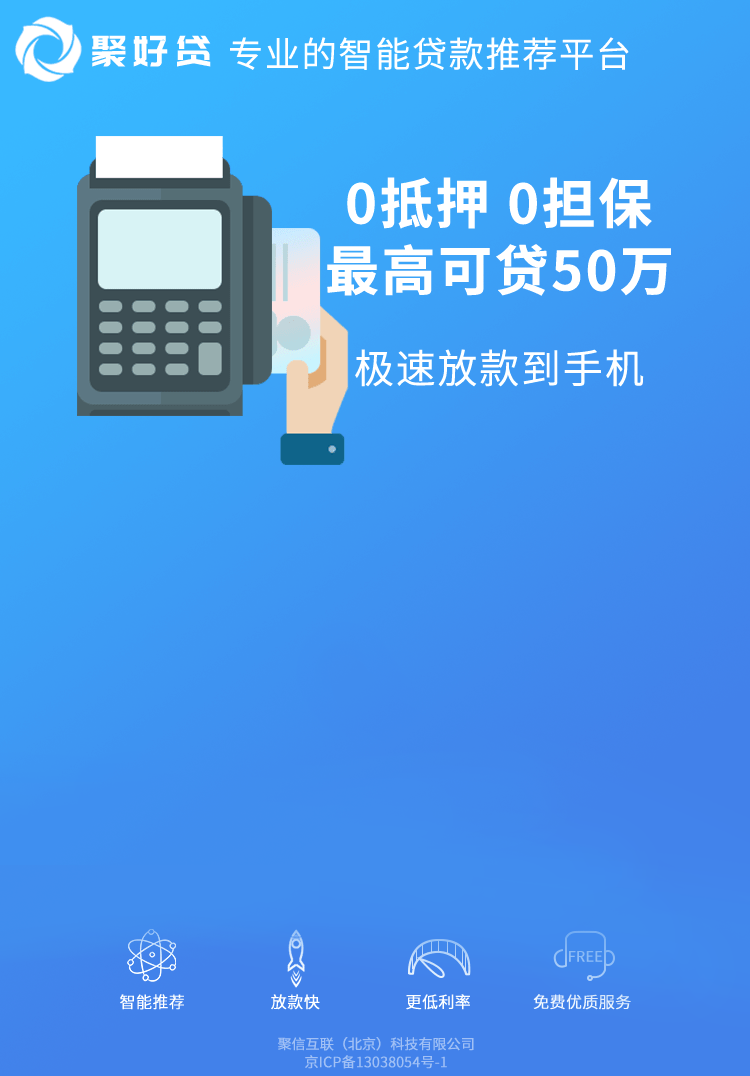 聚好贷 专业的智能贷款推荐平台
0抵押 0担保
最高可贷50万
极速放款到手机
FREE
智能推荐 放款快 更低利率 免费优质服务
聚信互联（北京）科技有限公司
京ICP备13038054号-1